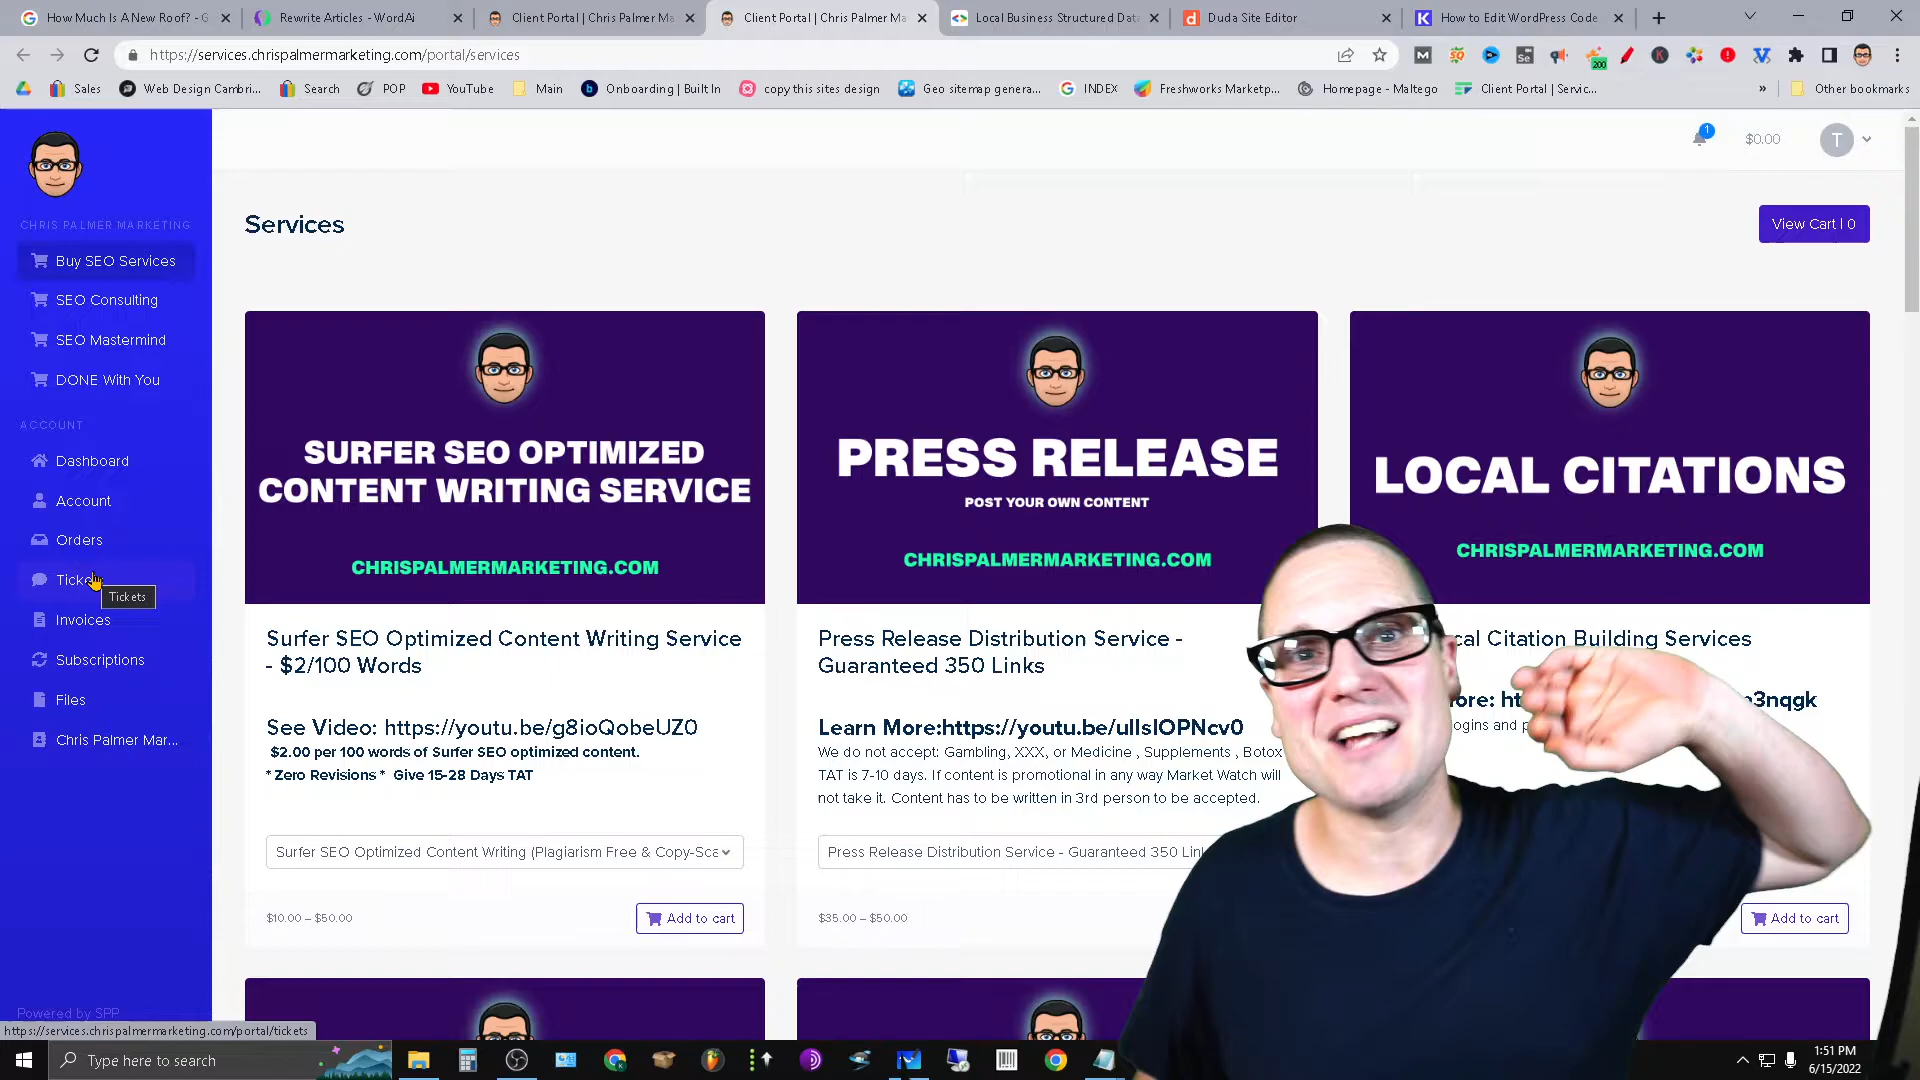 How Much Is A New Roof? - G
Rewrite Articles - WordAi
Client Portal | Chris Palmer Ma
Client Portal | Chris Palmer Ma
Local Business Structured Data
Duda Site Editor
How to Edit WordPress Code
https://services.chrispalmermarketing.com/portal/services
200
Sales
Web Design Cambri...
Search
POP
YouTube
Main
Onboarding | Built In
copy this sites design
Geo sitemap genera...
INDEX
Freshworks Marketp...
Homepage - Maltego
Client Portal | Servic...
»
Other bookmarks
1
$0.00
T
CHRIS PALMER MARKETING
Buy SEO Services
SEO Consulting
SEO Mastermind
DONE With You
ACCOUNT
Dashboard
Account
Orders
Tickets
Tickets
Invoices
Subscriptions
Files
Chris Palmer Mar...
Powered by SPP
https://services.chrispalmermarketing.com/portal/tickets
Services
View Cart | 0
SURFER SEO OPTIMIZED
CONTENT WRITING SERVICE
CHRISPALMERMARKETING.COM
Surfer SEO Optimized Content Writing Service
- $2/100 Words
See Video: https://youtu.be/g8ioQobeUZ0
$2.00 per 100 words of Surfer SEO optimized content.
* Zero Revisions * Give 15-28 Days TAT
Surfer SEO Optimized Content Writing (Plagiarism Free & Copy-Sca
$10.00 – $50.00
Add to cart
PRESS RELEASE
POST YOUR OWN CONTENT
CHRISPALMERMARKETING.COM
Press Release Distribution Service -
Guaranteed 350 Links
Learn More:https://youtu.be/ulIsIOPNcv0
We do not accept: Gambling, XXX, or Medicine , Supplements , Botox
TAT is 7-10 days. If content is promotional in any way Market Watch will
not take it. Content has to be written in 3rd person to be accepted.
Press Release Distribution Service - Guaranteed 350 Lin
$35.00 – $50.00
LOCAL CITATIONS
CHRISPALMERMARKETING.COM
cal Citation Building Services
ore: ht
3nqgk
ogins and p
Add to cart
Type here to search
1:51 PM
6/15/2022